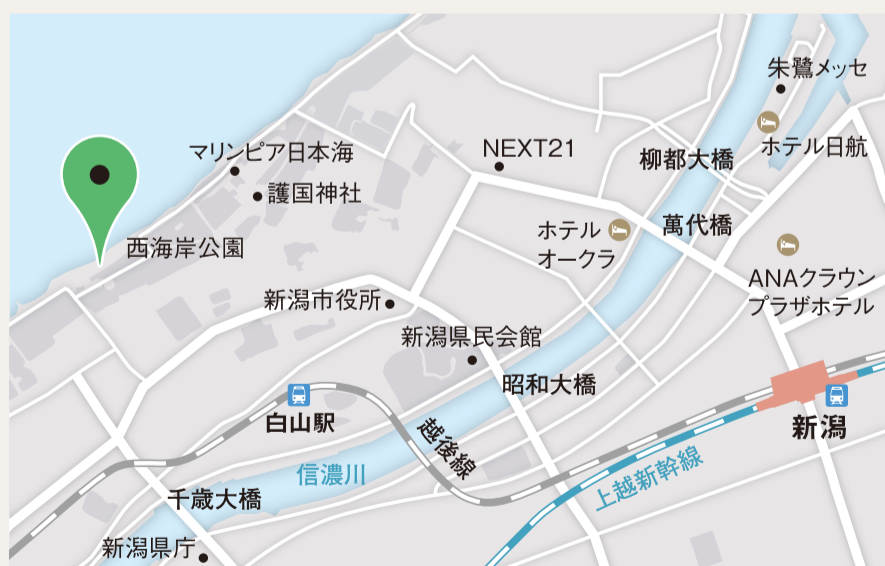 朱鷺メッセ
マリンピア日本海
NEXT21
柳都大橋
ホテル日航
護国神社
西海岸公園
ホテル
オークラ
萬代橋
ANAクラウン
プラザホテル
新潟市役所
新潟県民会館
昭和大橋
白山駅
越後線
新潟
信濃川
上越新幹線
千歳大橋
新潟県庁